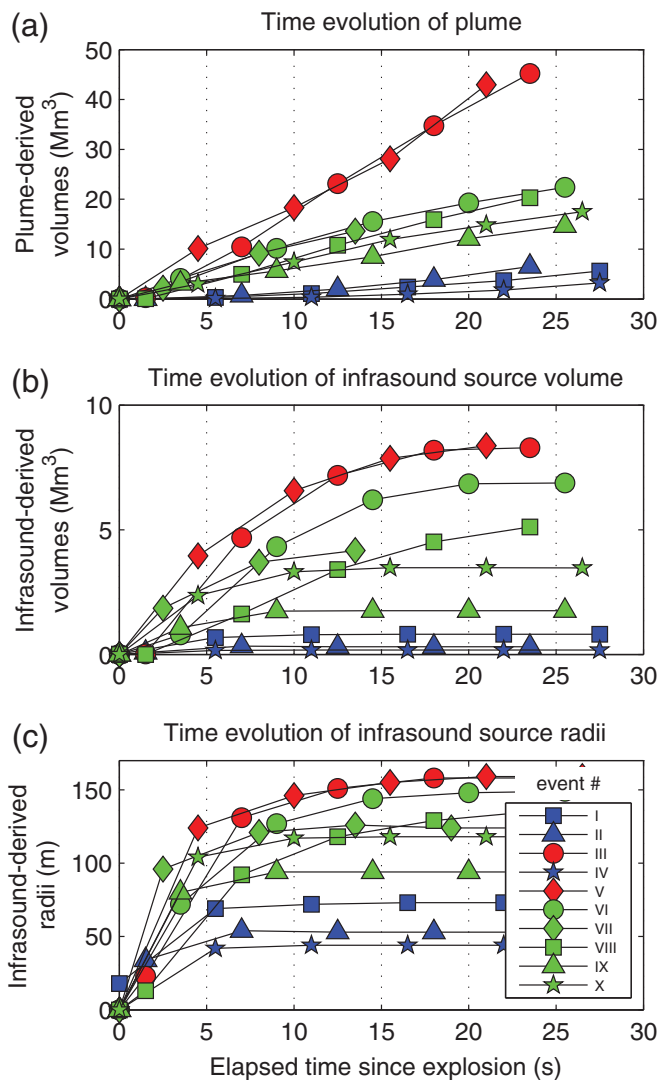 (a)
Time evolution of plume
Plume-derived
volumes (Mm³)
50
40
30
20
10
0
0 5 10 15 20 25 30
(b)
Time evolution of infrasound source volume
Infrasound-derived
volumes (Mm³)
10
5
0
0 5 10 15 20 25 30
(c)
Time evolution of infrasound source radii
Infrasound-derived
radii (m)
150
100
50
0
event #
I
II
III
IV
V
VI
VII
VIII
IX
X
0 5 10 15 20 25 30
Elapsed time since explosion (s)